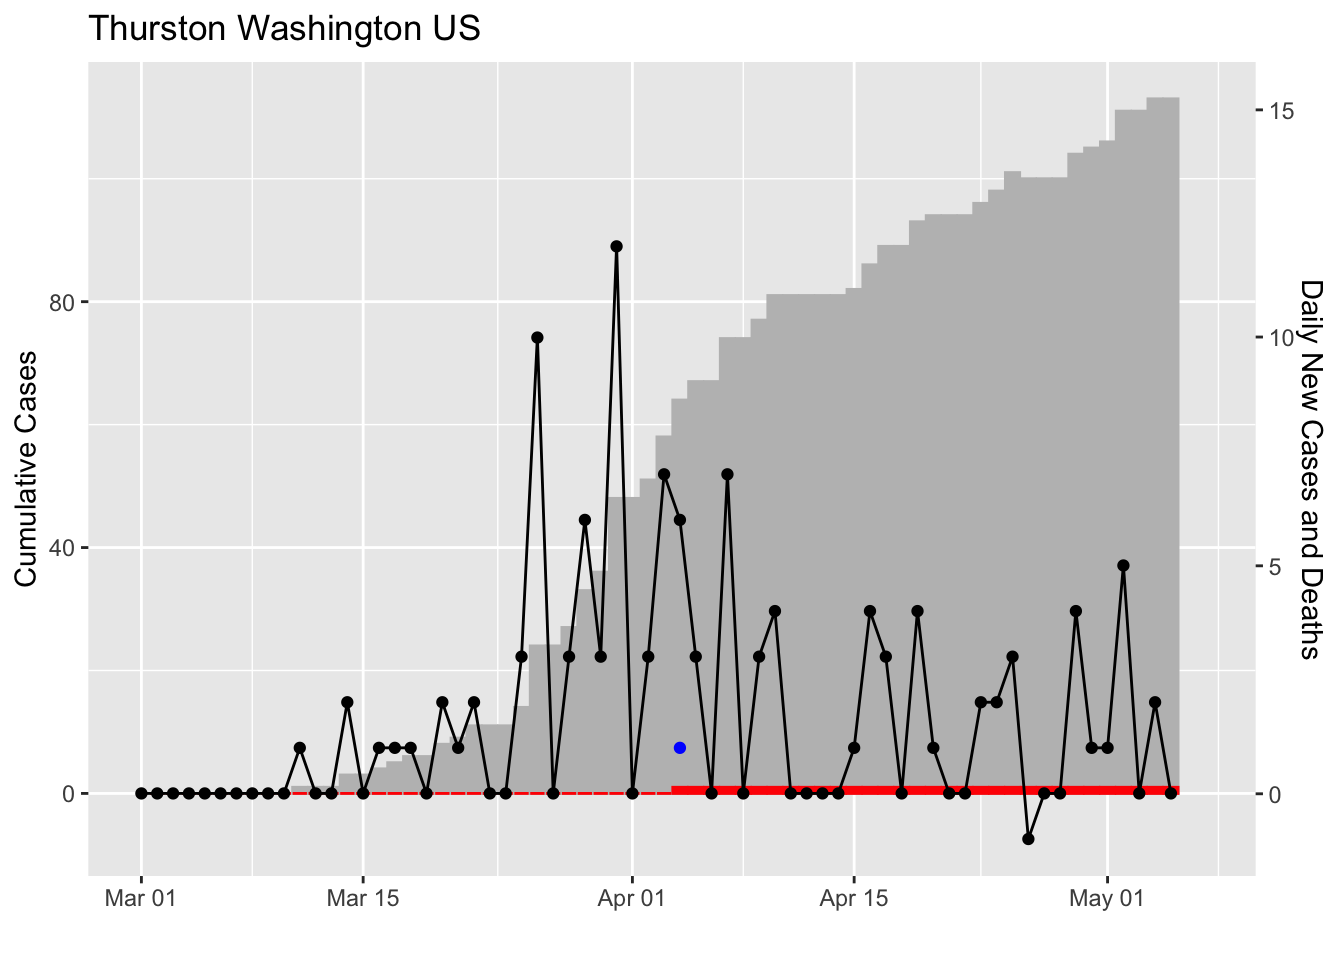 Thurston Washington US
Cumulative Cases
80
40
0
15
10
5
0
Daily New Cases and Deaths
Mar 01
Mar 15
Apr 01
Apr 15
May 01